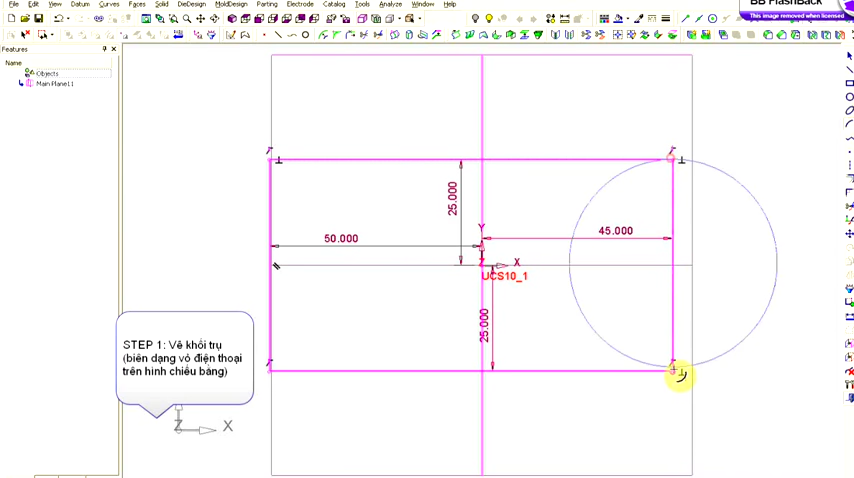 BB FlashBack
This image removed when licensed
File Edit View Datum Curves Faces Solid DieDesign MoldDesign Parting Electrode Catalog Tools Analyze Window Help
Features
Name
Objects
Main Plane11
25.000
50.000
45.000
Y
Z
X
UCS10_1
25.000
STEP 1: Vẽ khối trụ
(biên dạng vỏ điện thoại
trên hình chiếu bằng)
Z
X